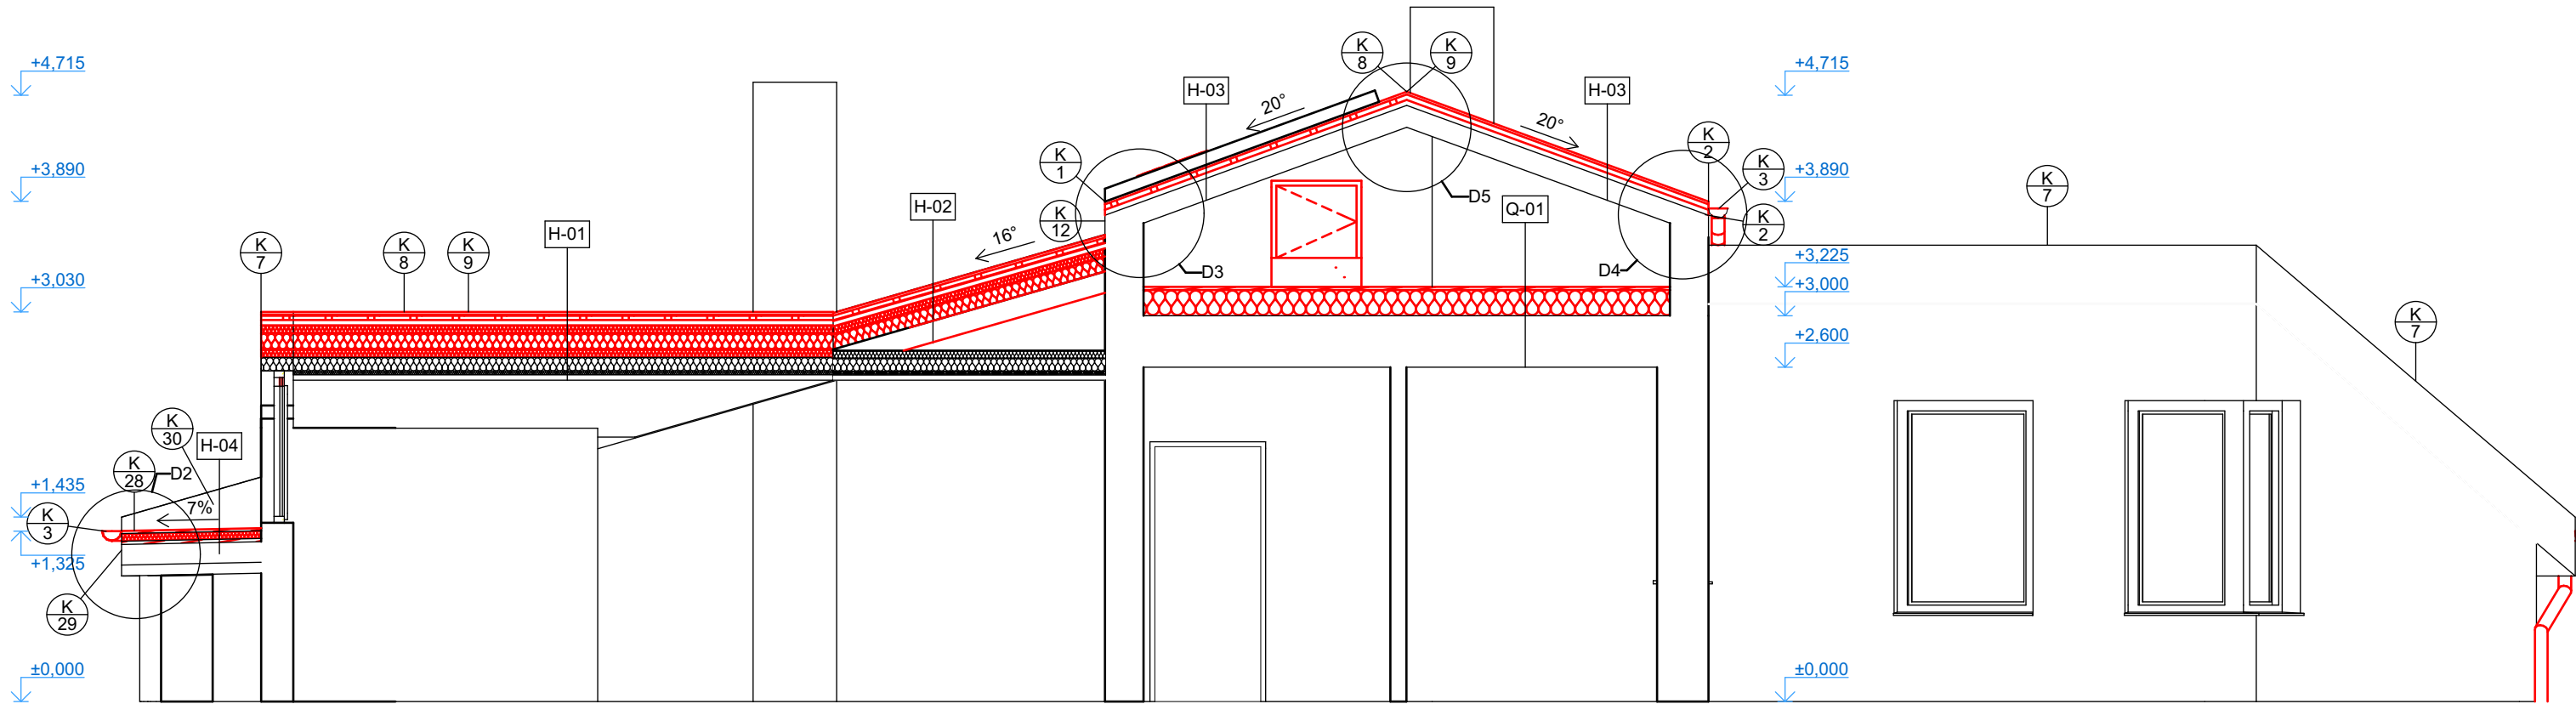 +4,715
+3,890
+3,030
+1,435
+1,325
±0,000
K
7
K
8
K
9
H-01
H-02
16°
K
30
H-04
K
28
D2
7%
K
3
K
29
K
1
K
12
H-03
20°
K
8
K
9
20°
H-03
K
2
K
3
K
2
D3
D5
D4
Q-01
+4,715
+3,890
+3,225
+3,000
+2,600
±0,000
K
7
K
7